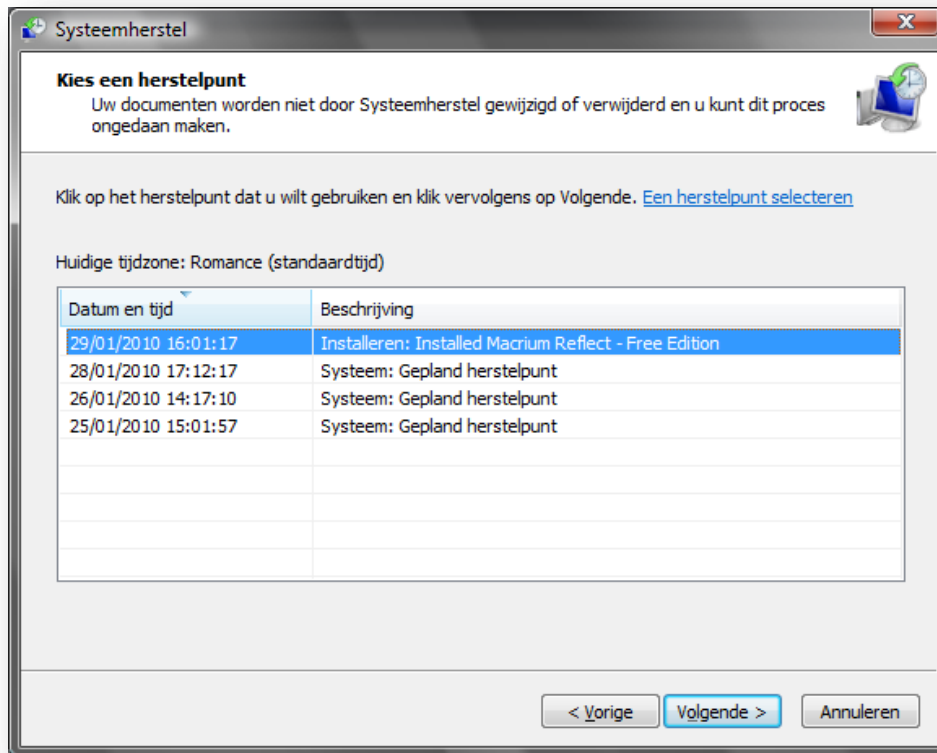 Systeemherstel
Kies een herstelpunt
Uw documenten worden niet door Systeemherstel gewijzigd of verwijderd en u kunt dit proces
ongedaan maken.
Klik op het herstelpunt dat u wilt gebruiken en klik vervolgens op Volgende. Een herstelpunt selecteren
Huidige tijdzone: Romance (standaardtijd)
Datum en tijd Beschrijving
29/01/2010 16:01:17 Installeren: Installed Macrium Reflect - Free Edition
28/01/2010 17:12:17 Systeem: Gepland herstelpunt
26/01/2010 14:17:10 Systeem: Gepland herstelpunt
25/01/2010 15:01:57 Systeem: Gepland herstelpunt
< Vorige Volgende > Annuleren